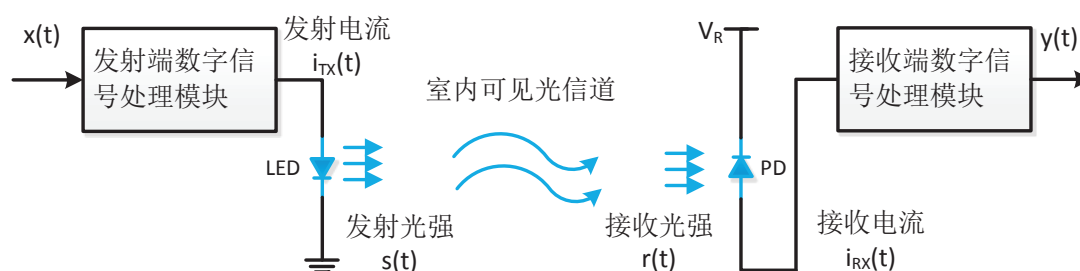 x(t)
发射端数字信
号处理模块
发射电流
i_TX(t)
LED
发射光强
s(t)
室内可见光信道
接收光强
r(t)
V_R
PD
接收电流
i_RX(t)
接收端数字信
号处理模块
y(t)